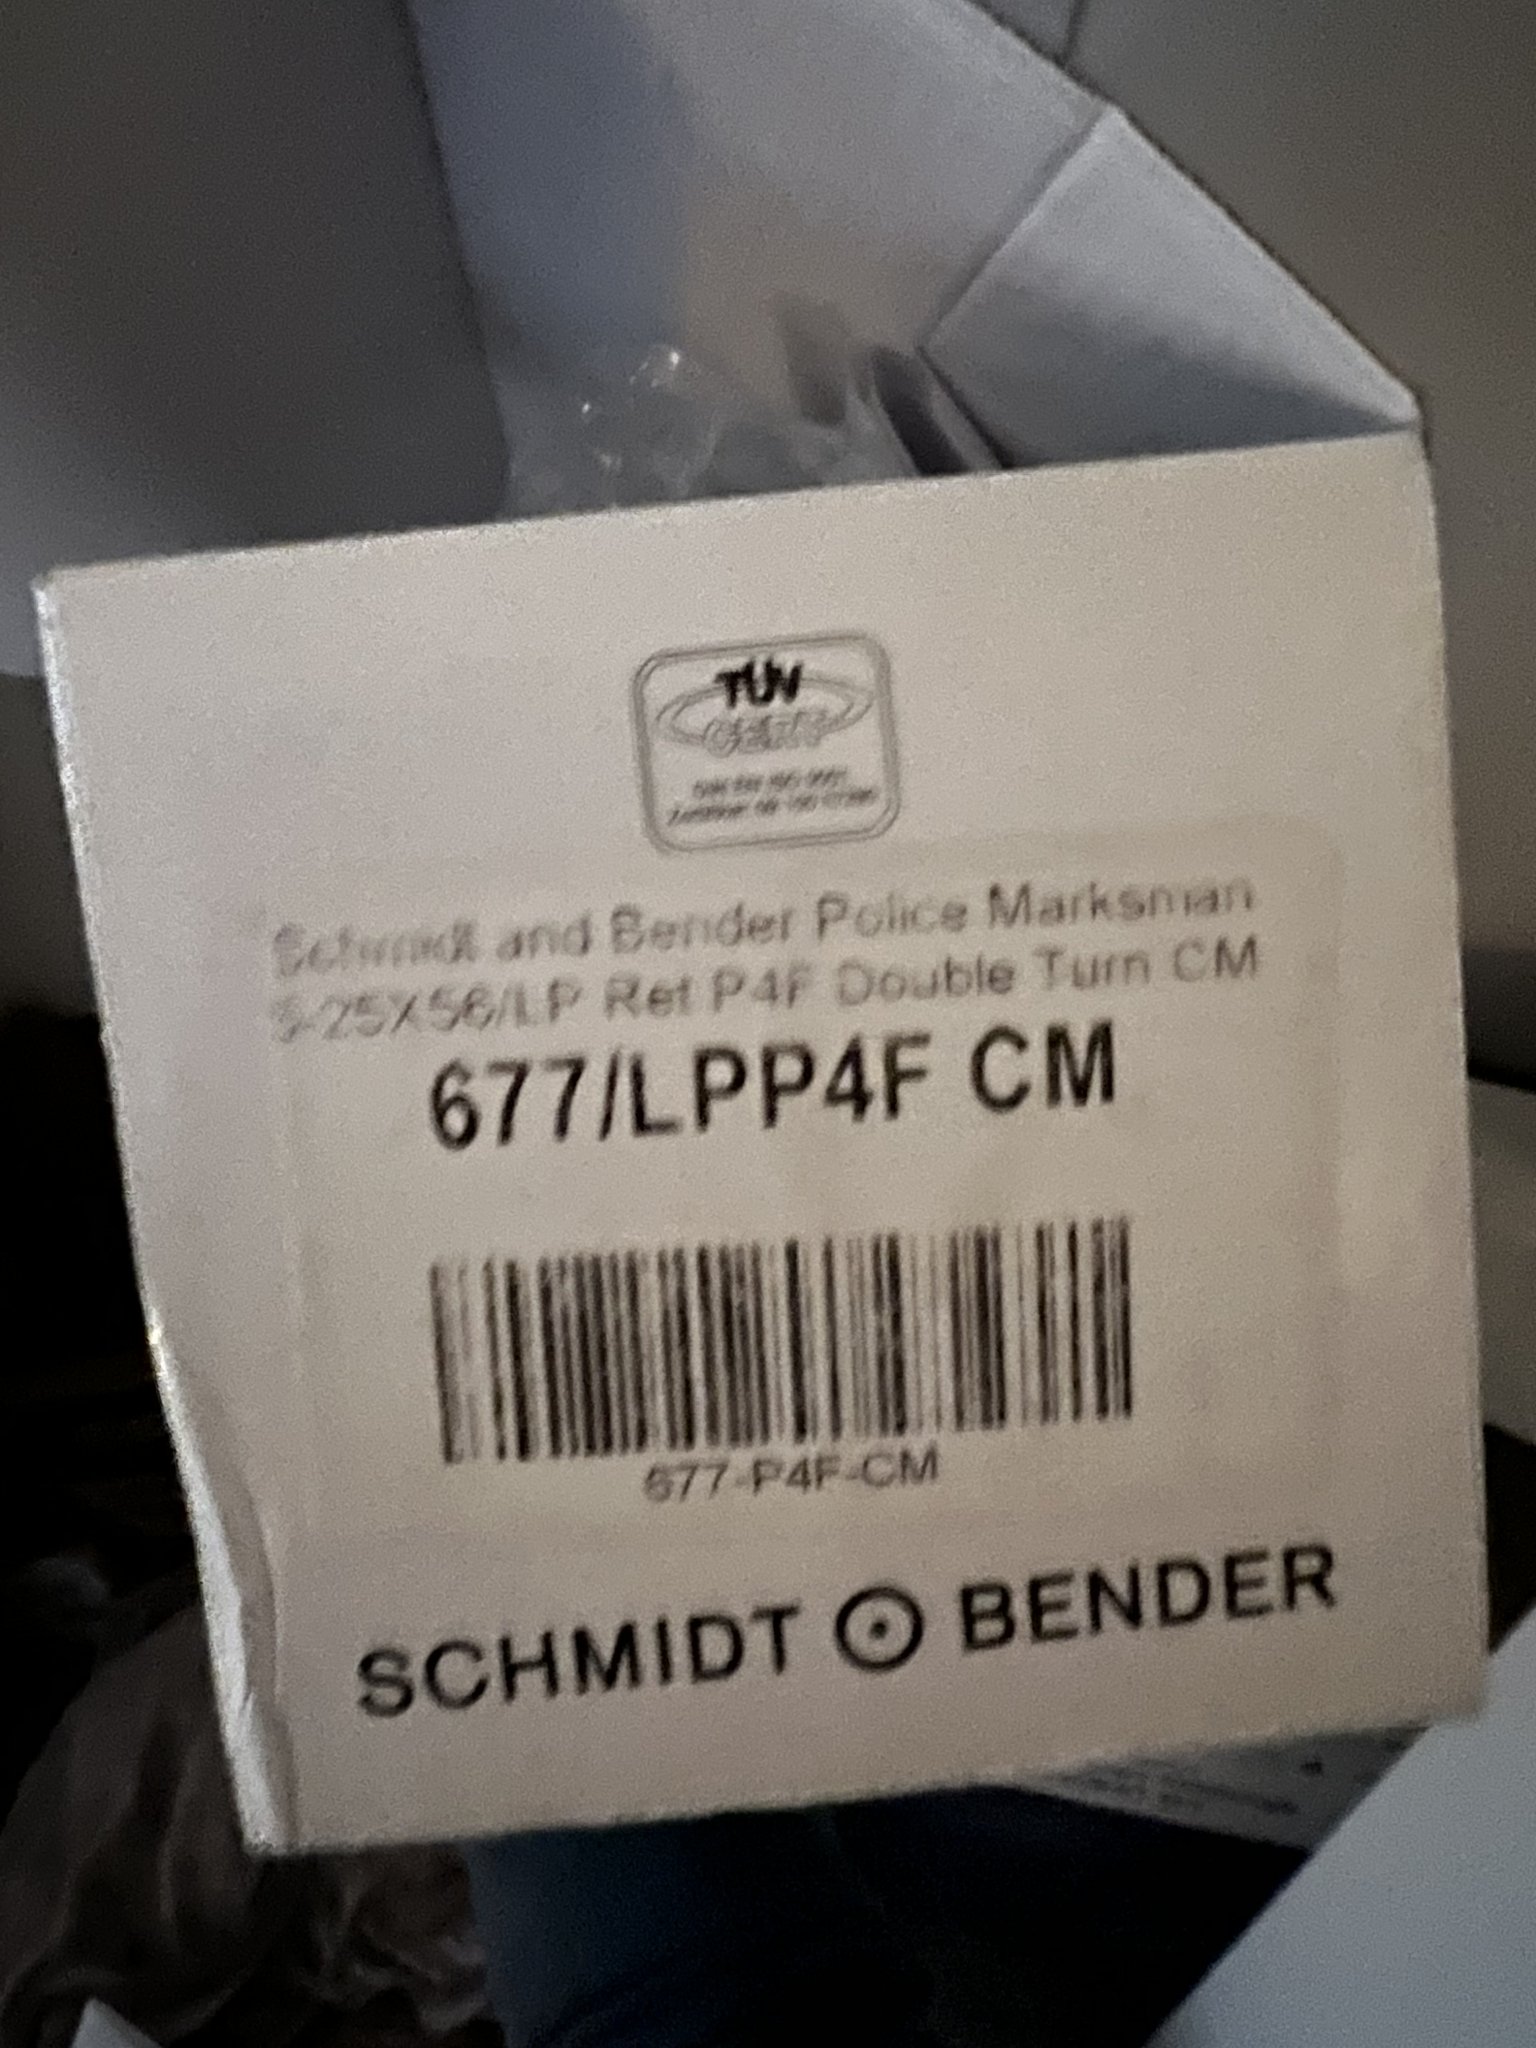 TÜV
CERT
Schmidt and Bender Police Marksman
5-25X56/LP Ret P4F Double Turn CM
677/LPP4F CM
677-P4F-CM
SCHMIDT BENDER